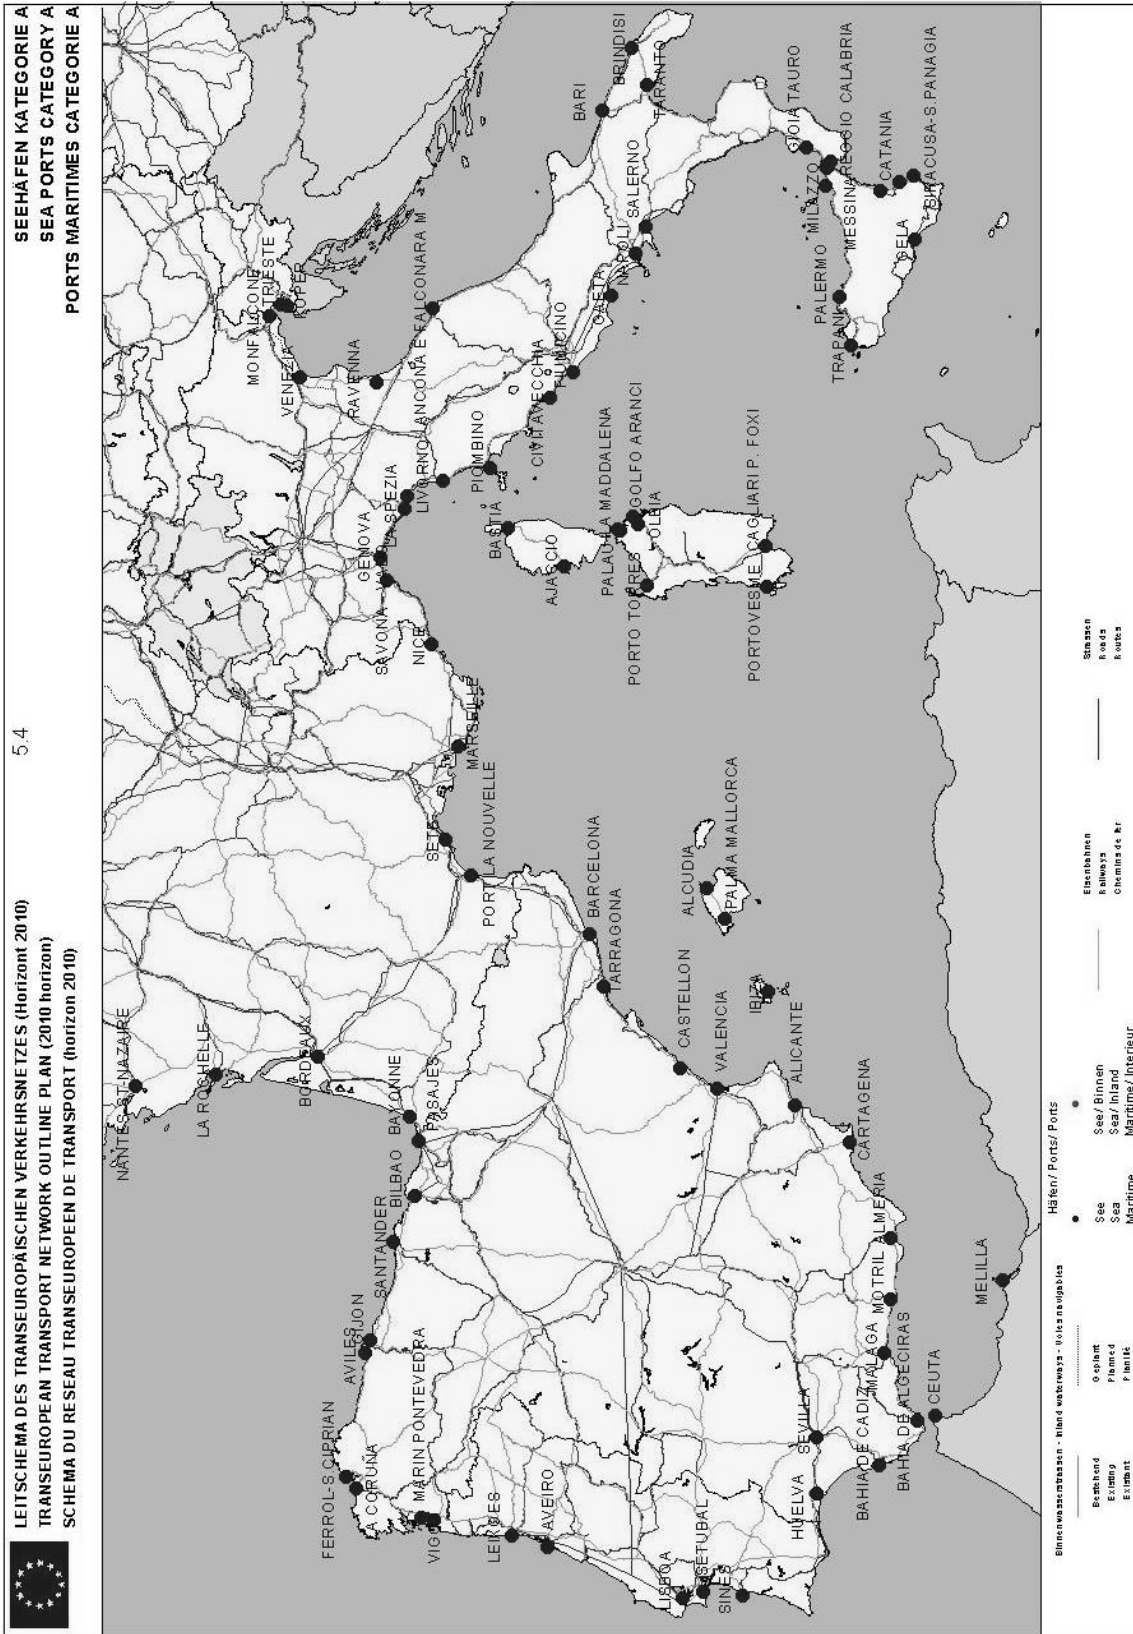 LEITSCHEMA DES TRANSEUROPÄISCHEN VERKEHRSNETZES (Horizont 2010)
TRANSEUROPEAN TRANSPORT NETWORK OUTLINE PLAN (2010 horizon)
SCHEMA DU RESEAU TRANSEUROPEEN DE TRANSPORT (horizon 2010)
5.4
SEEHÄFEN KATEGORIE A
SEA PORTS CATEGORY A
PORTS MARITIMES CATEGORIE A
NANTES-ST-NAZAIRE
LA ROCHELLE
BORDEAUX
BAYONNE
PASAJES
BILBAO
SANTANDER
GIJON
AVILES
FERROL-S CIPRIAN
A CORUÑA
MARIN PONTEVEDRA
VIGO
LEIXOES
AVEIRO
LISBOA
SETUBAL
SINES
HUELVA
SEVILLA
BAHIA DE CADIZ
BAHIA DE ALGECIRAS
CEUTA
MALAGA
MOTRIL
ALMERIA
MELILLA
CARTAGENA
ALICANTE
VALENCIA
CASTELLON
IBIZA
PALMA MALLORCA
ALCUDIA
TARRAGONA
BARCELONA
PORT LA NOUVELLE
SETE
MARSEILLE
NICE
SAVONA - VADO
GENOVA
LA SPEZIA
LIVORNO
PIOMBINO
BASTIA
AJACCIO
PALAU
LA MADDALENA
GOLFO ARANCI
OLBIA
PORTO TORRES
PORTOVESME
CAGLIARI P. FOXI
CIVITAVECCHIA
FIUMICINO
GAETA
NAPOLI
SALERNO
MONFALCONE
TRIESTE
KOPER
VENEZIA
RAVENNA
ANCONA E FALCONARA M
BARI
BRINDISI
TARANTO
GIOIA TAURO
REGGIO CALABRIA
MESSINA
MILAZZO
PALERMO
TRAPANI
GELA
CATANIA
SIRACUSA-S.PANAGIA
Binnenwasserstrassen - Inland waterways - Voies navigables
Bestehend
Existing
Existant
Geplant
Planned
Planifié
Häfen/ Ports/ Ports
See
Sea
Maritime
See/ Binnen
Sea/ Inland
Maritime/ Interieur
Eisenbahnen
Railways
Chemins de fer
Strassen
Roads
Routes